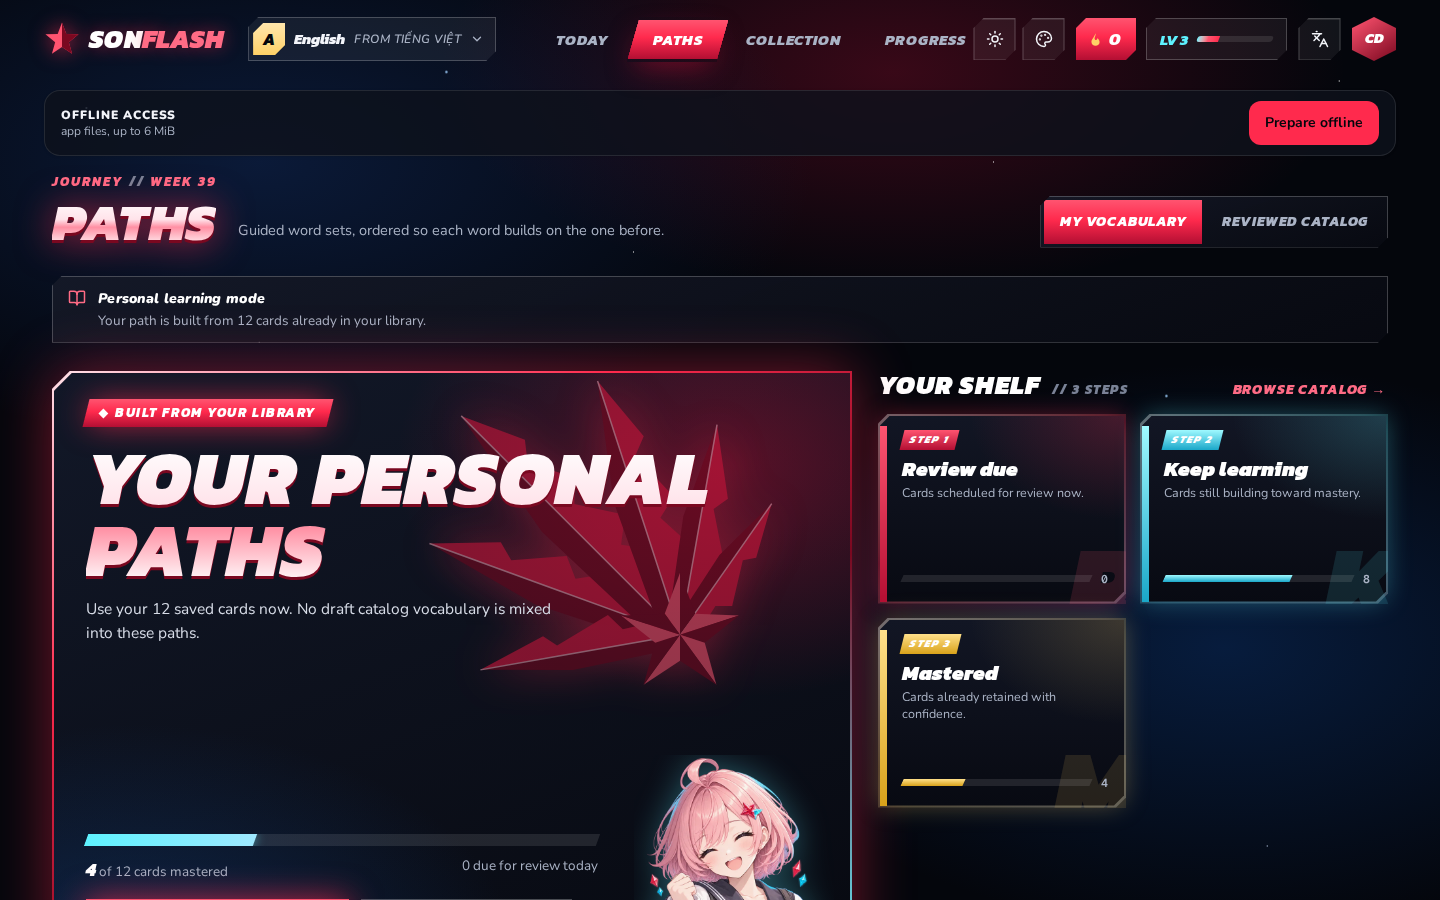 SONFLASH
A English FROM TIẾNG VIỆT
TODAY
PATHS
COLLECTION
PROGRESS
0
LV 3
CD
OFFLINE ACCESS
app files, up to 6 MiB
Prepare offline
JOURNEY // WEEK 39
PATHS
Guided word sets, ordered so each word builds on the one before.
MY VOCABULARY
REVIEWED CATALOG
Personal learning mode
Your path is built from 12 cards already in your library.
◆ BUILT FROM YOUR LIBRARY
YOUR PERSONAL
PATHS
Use your 12 saved cards now. No draft catalog vocabulary is mixed
into these paths.
4 of 12 cards mastered
0 due for review today
YOUR SHELF // 3 STEPS
BROWSE CATALOG →
STEP 1
Review due
Cards scheduled for review now.
0
STEP 2
Keep learning
Cards still building toward mastery.
K
8
STEP 3
Mastered
Cards already retained with
confidence.
M
4